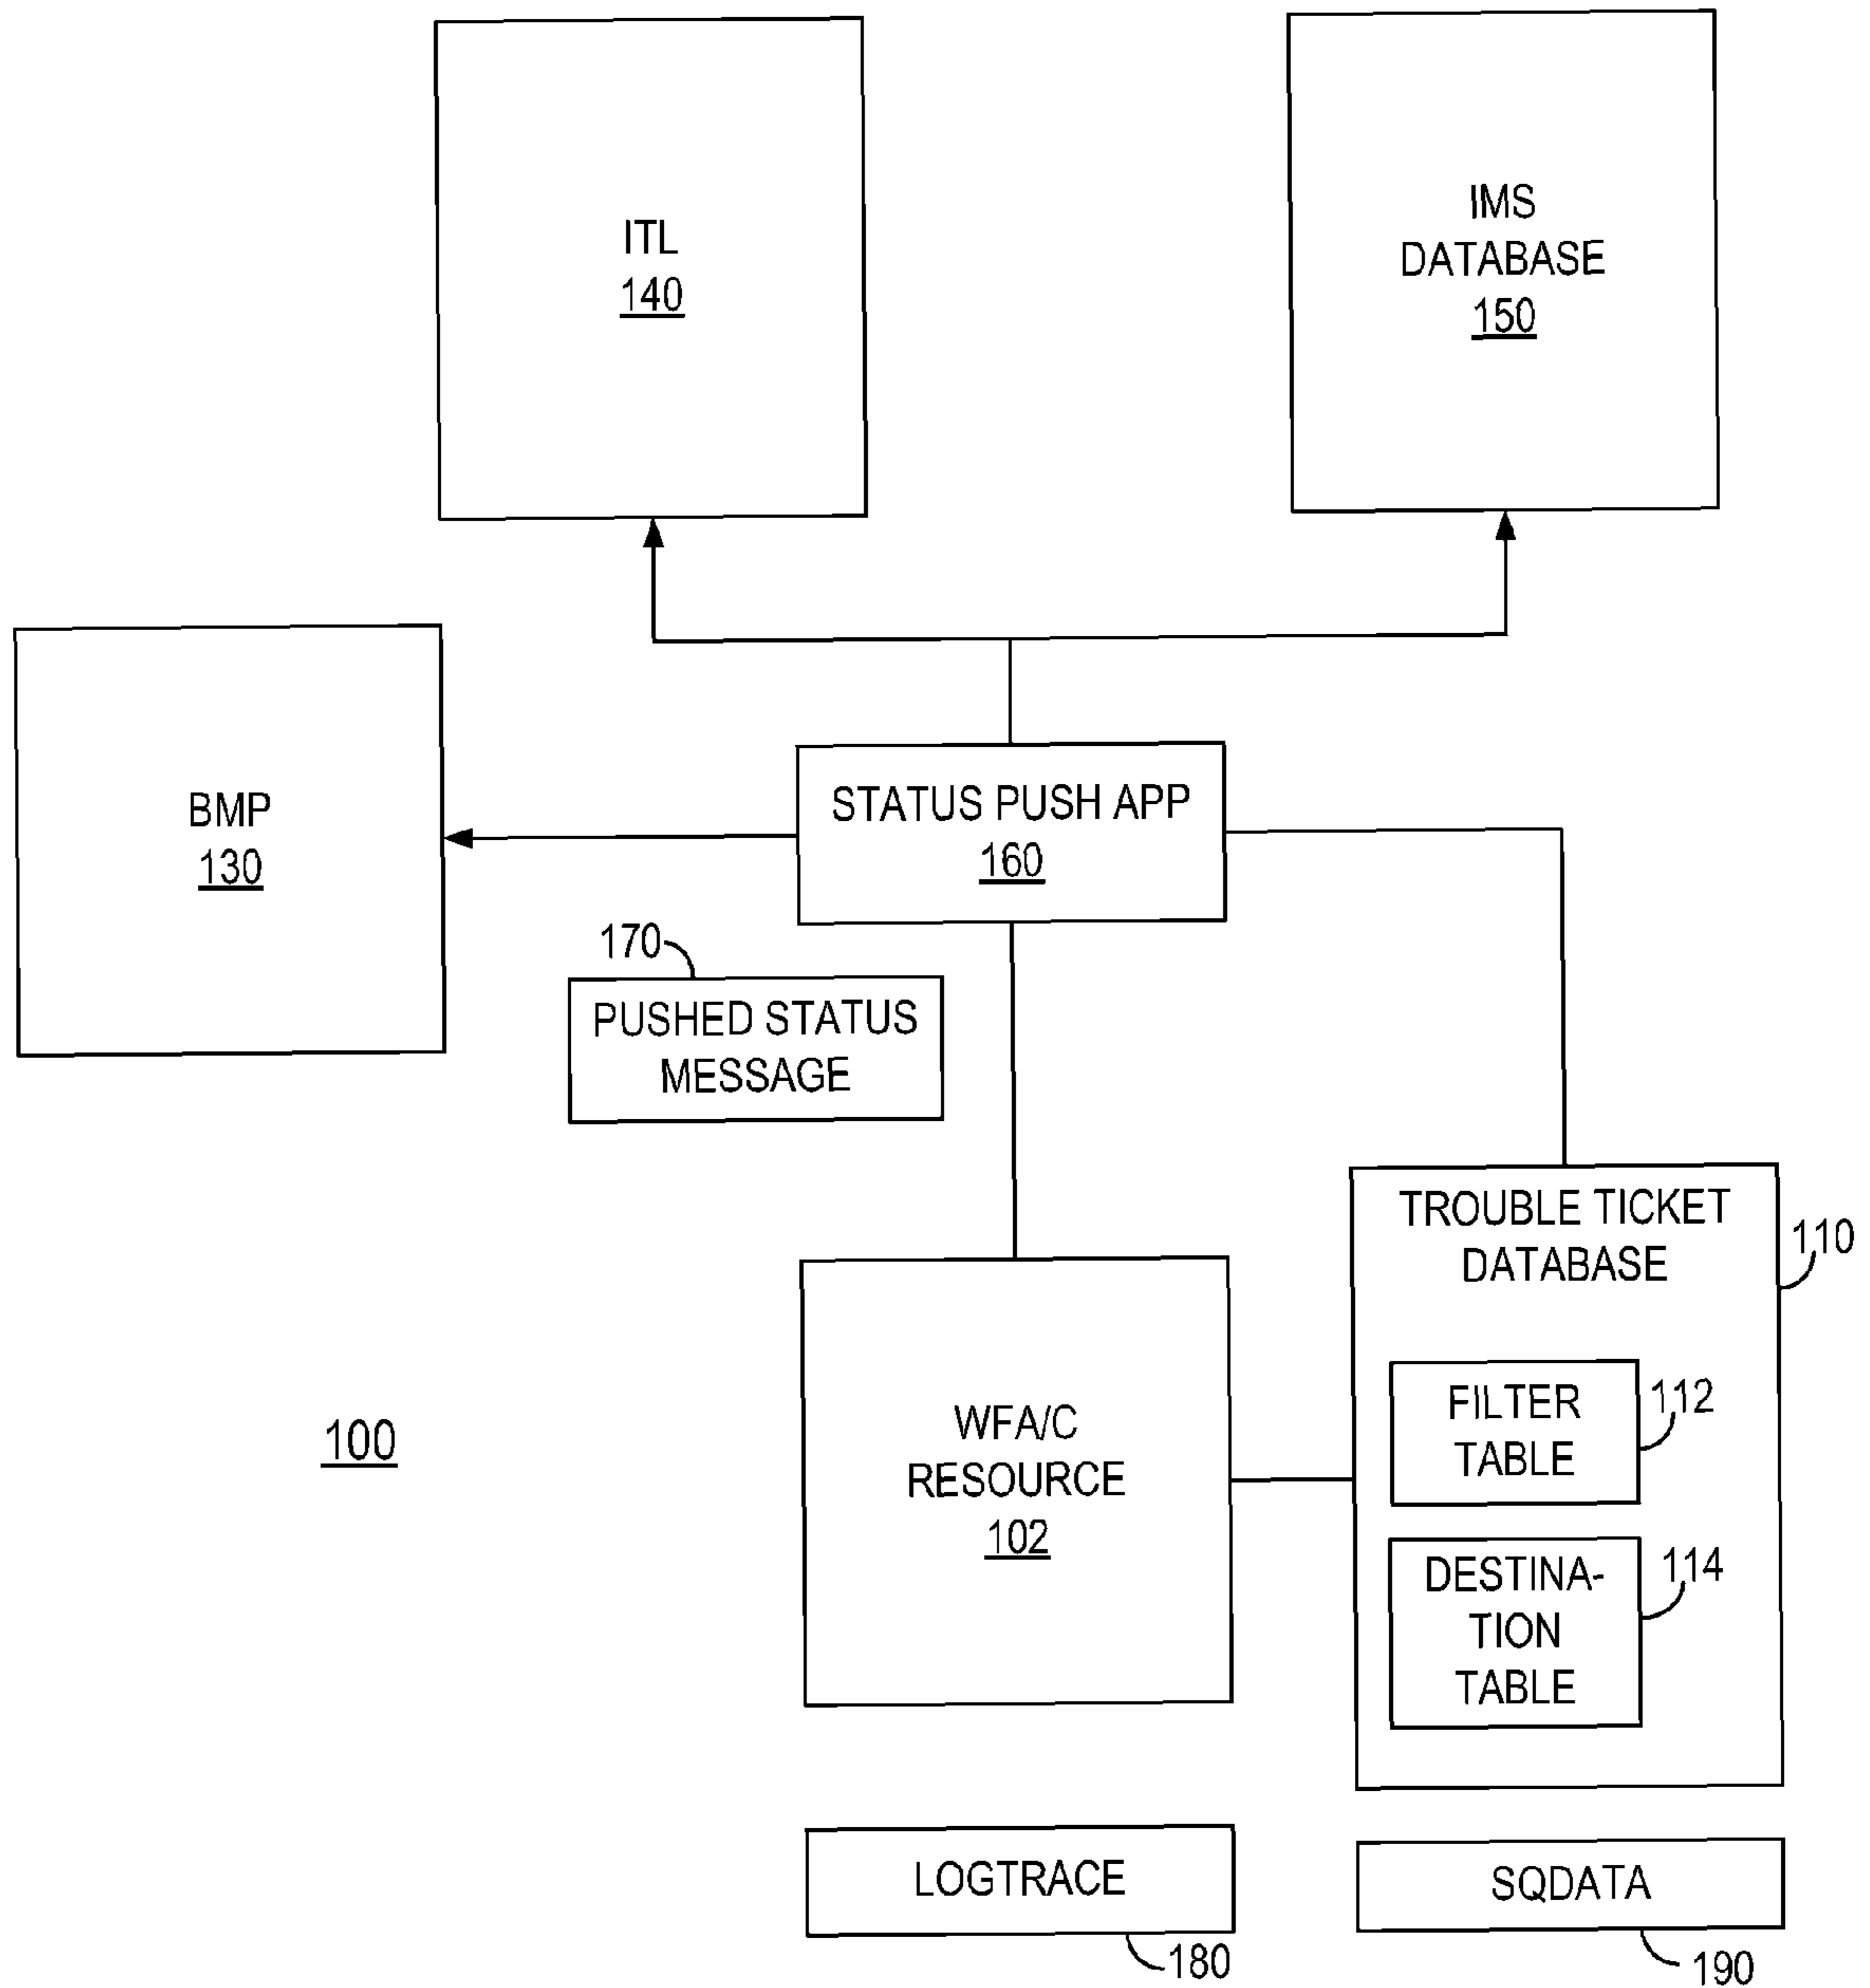 ITL
140
IMS
DATABASE
150
BMP
130
STATUS PUSH APP
160
170
PUSHED STATUS
MESSAGE
TROUBLE TICKET
DATABASE
110
FILTER
TABLE
112
DESTINA-
TION
TABLE
114
WFA/C
RESOURCE
102
100
LOGTRACE
180
SQDATA
190